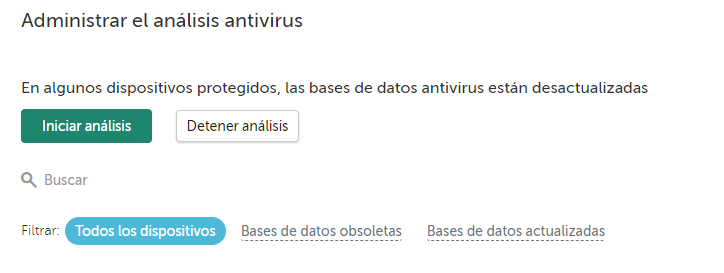 Administrar el análisis antivirus
En algunos dispositivos protegidos, las bases de datos antivirus están desactualizadas
Iniciar análisis Detener análisis
Buscar
Filtrar: Todos los dispositivos Bases de datos obsoletas Bases de datos actualizadas